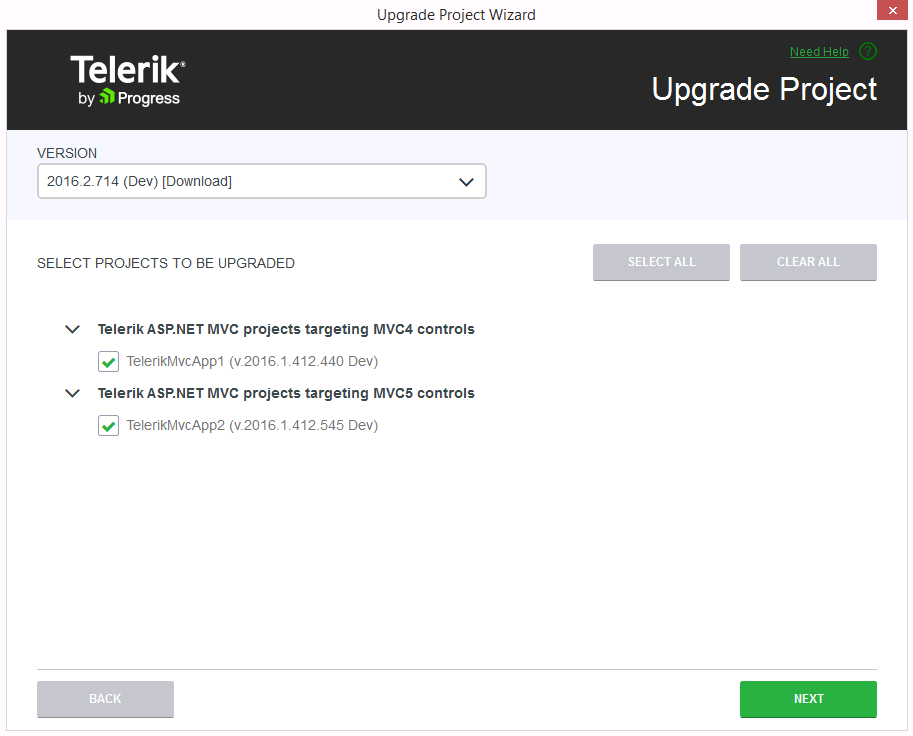 Upgrade Project Wizard
Need Help ?
Telerik®
by Progress
Upgrade Project
VERSION
2016.2.714 (Dev) [Download]
SELECT PROJECTS TO BE UPGRADED
SELECT ALL
CLEAR ALL
Telerik ASP.NET MVC projects targeting MVC4 controls
TelerikMvcApp1 (v.2016.1.412.440 Dev)
Telerik ASP.NET MVC projects targeting MVC5 controls
TelerikMvcApp2 (v.2016.1.412.545 Dev)
BACK
NEXT